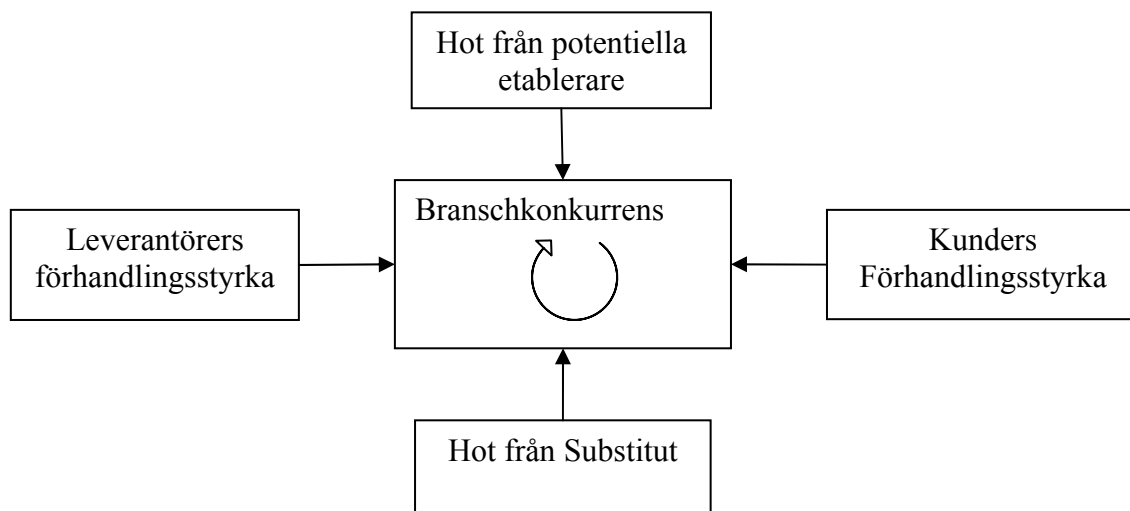 Hot från potentiella
etablerare
Branschkonkurrens
Leverantörers
förhandlingsstyrka
Kunders
Förhandlingsstyrka
Hot från Substitut